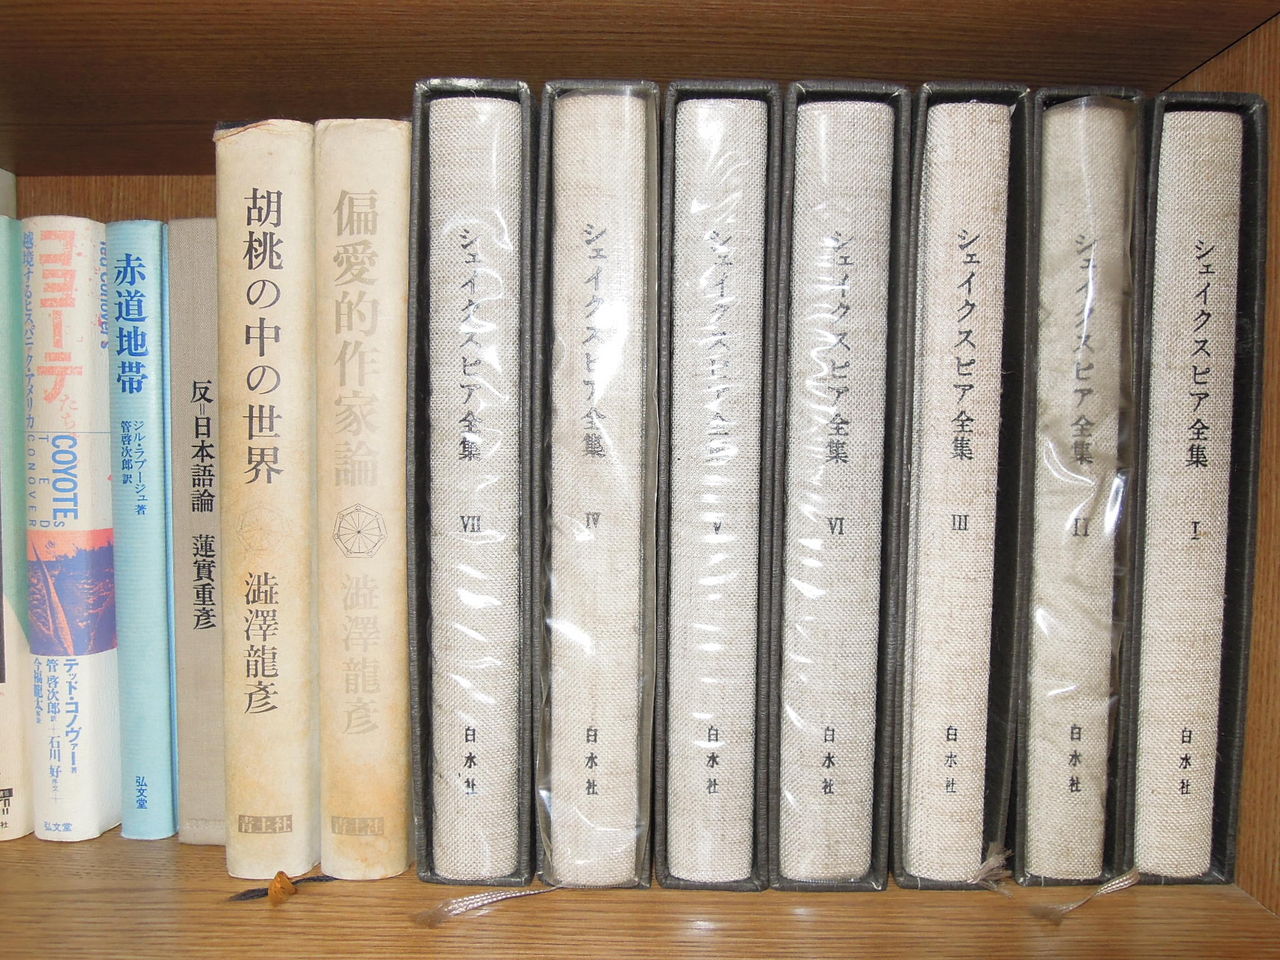 コヨーテたち
越境するヒスパニック・アメリカ
COYOTES
TED CONOVER
テッド・コノヴァー 著
管啓次郎 訳
石川 好
弘文堂
赤道地帯
ジル・ラプージュ 著
管啓次郎 訳
弘文堂
反=日本語論 蓮實重彦
胡桃の中の世界
澁澤龍彦
青土社
偏愛的作家論
澁澤龍彦
青土社
シェイクスピア全集
VII
白水社
シェイクスピア全集
IV
白水社
シェイクスピア全集
V
白水社
シェイクスピア全集
VI
白水社
シェイクスピア全集
III
白水社
シェイクスピア全集
II
白水社
シェイクスピア全集
I
白水社